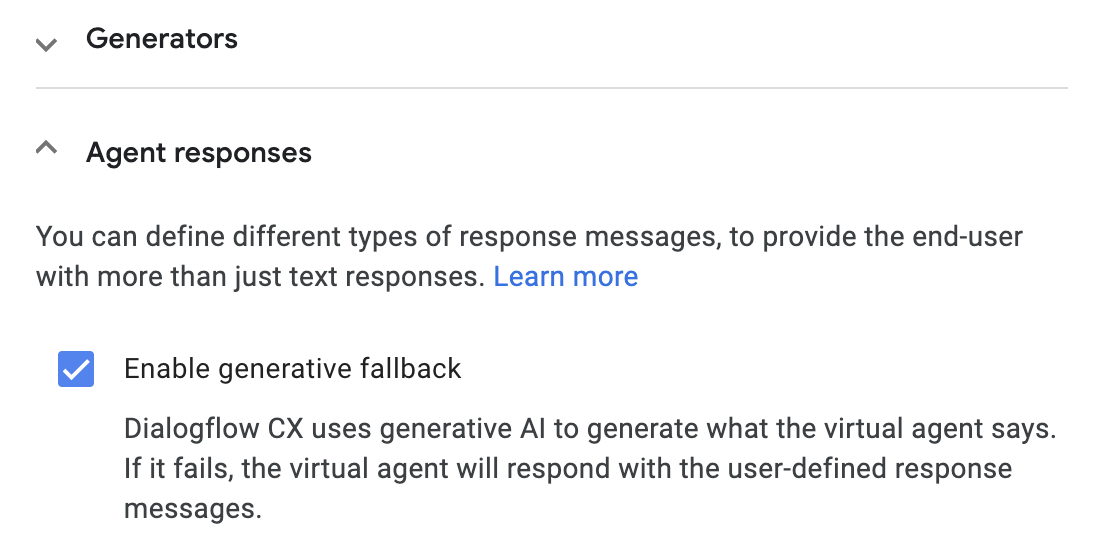 Generators
Agent responses
You can define different types of response messages, to provide the end-user
with more than just text responses. Learn more
Enable generative fallback
Dialogflow CX uses generative AI to generate what the virtual agent says.
If it fails, the virtual agent will respond with the user-defined response
messages.